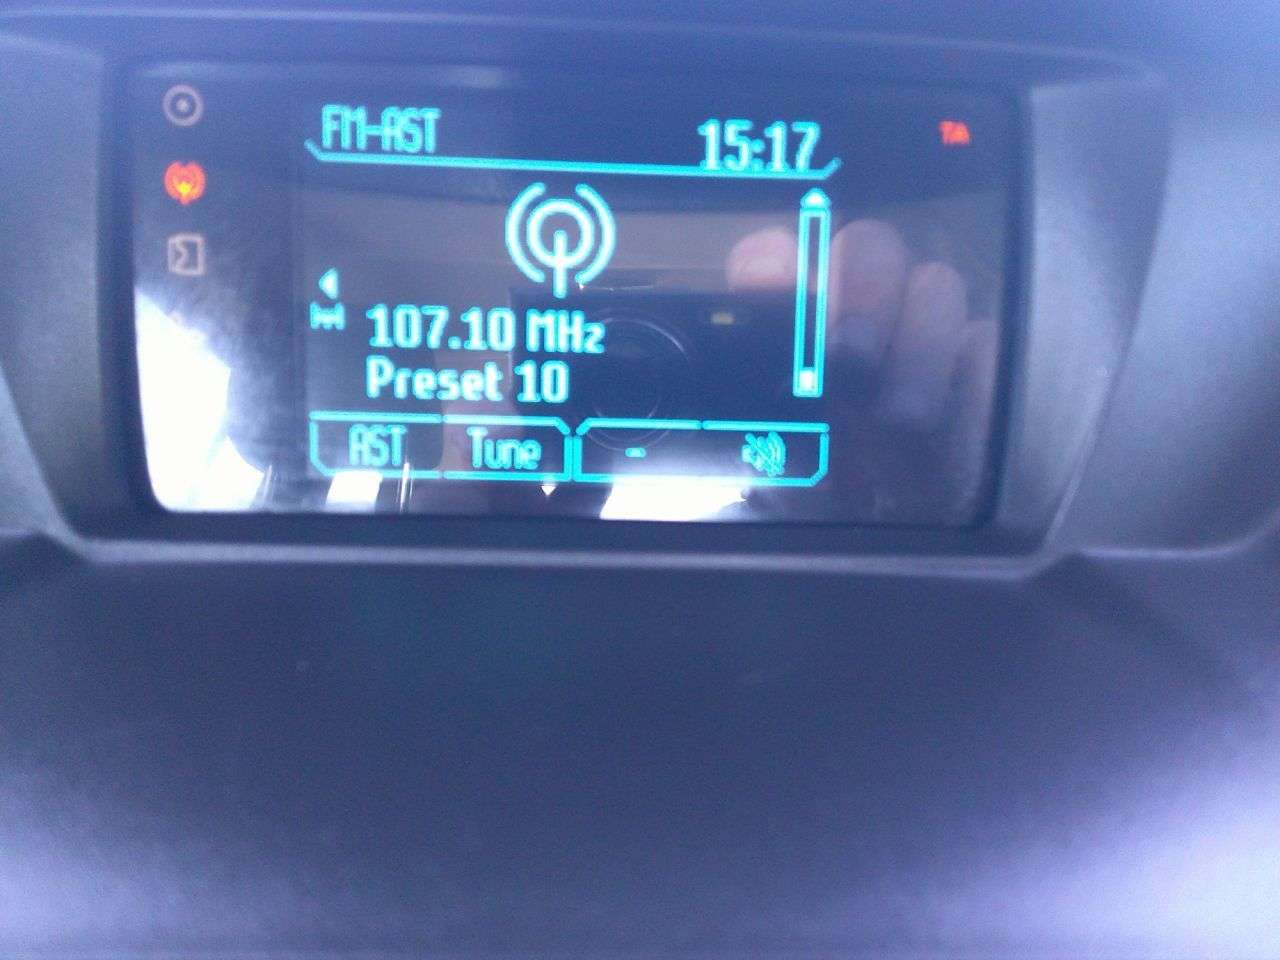 FM-AST 15:17 TA
107.10 MHz
Preset 10
AST Tune -